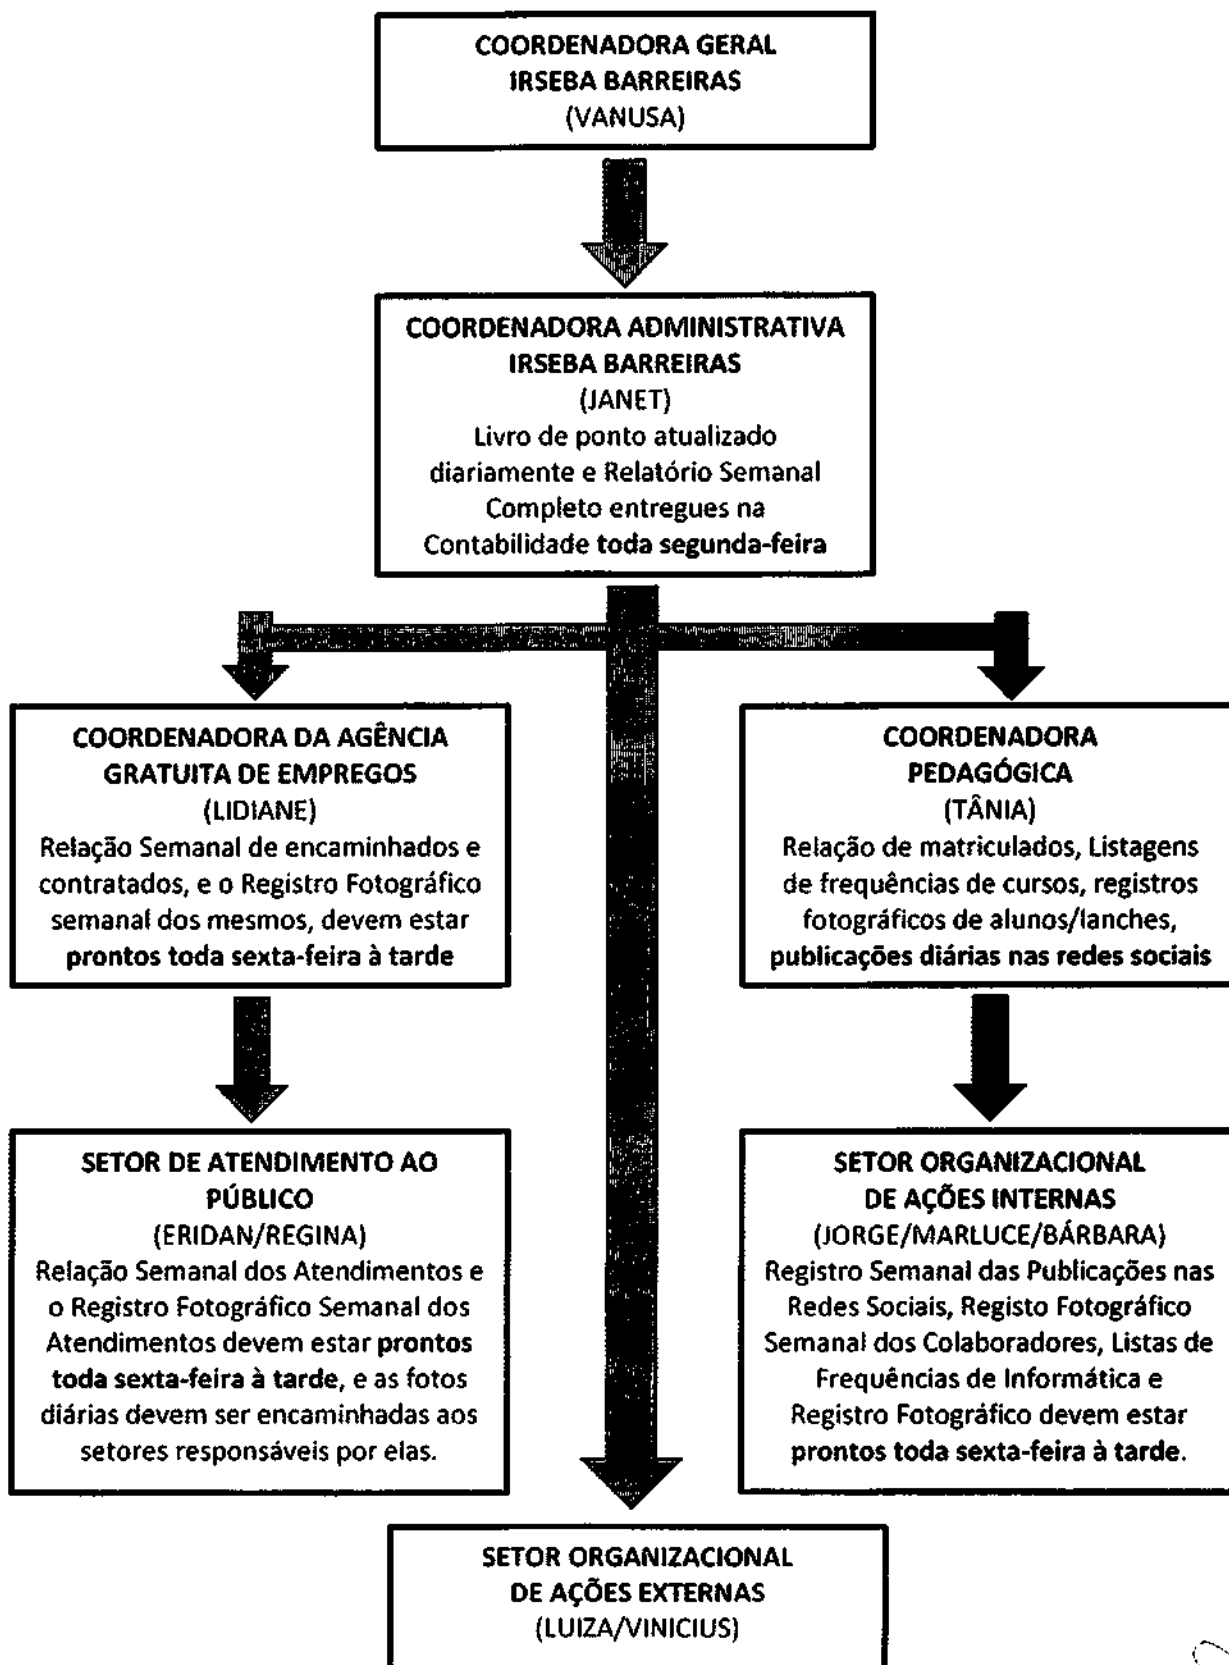 COORDENADORA GERAL
IRSEBA BARREIRAS
(VANUSA)
COORDENADORA ADMINISTRATIVA
IRSEBA BARREIRAS
(JANET)
Livro de ponto atualizado
diariamente e Relatório Semanal
Completo entregues na
Contabilidade toda segunda-feira
COORDENADORA DA AGÊNCIA
GRATUITA DE EMPREGOS
(LIDIANE)
Relação Semanal de encaminhados e
contratados, e o Registro Fotográfico
semanal dos mesmos, devem estar
prontos toda sexta-feira à tarde
COORDENADORA
PEDAGÓGICA
(TÂNIA)
Relação de matriculados, Listagens
de frequências de cursos, registros
fotográficos de alunos/lanches,
publicações diárias nas redes sociais
SETOR DE ATENDIMENTO AO
PÚBLICO
(ERIDAN/REGINA)
Relação Semanal dos Atendimentos e
o Registro Fotográfico Semanal dos
Atendimentos devem estar prontos
toda sexta-feira à tarde, e as fotos
diárias devem ser encaminhadas aos
setores responsáveis por elas.
SETOR ORGANIZACIONAL
DE AÇÕES INTERNAS
(JORGE/MARLUCE/BÁRBARA)
Registro Semanal das Publicações nas
Redes Sociais, Registo Fotográfico
Semanal dos Colaboradores, Listas de
Frequências de Informática e
Registro Fotográfico devem estar
prontos toda sexta-feira à tarde.
SETOR ORGANIZACIONAL
DE AÇÕES EXTERNAS
(LUIZA/VINICIUS)